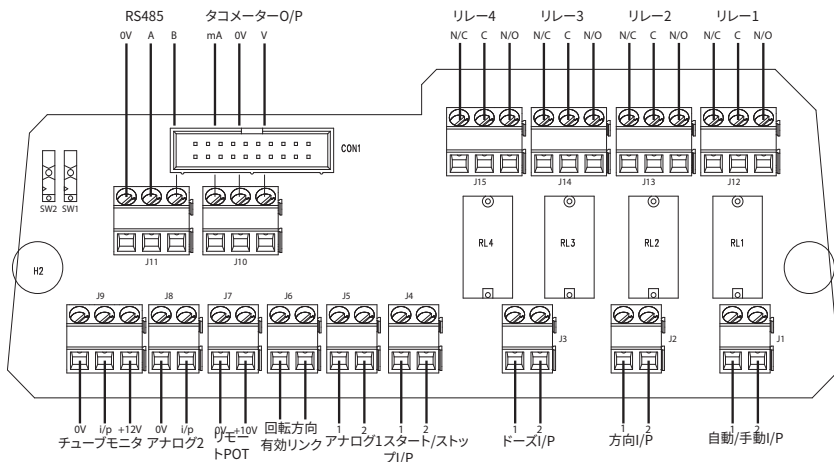 RS485 タコメーターO/P リレー4 リレー3 リレー2 リレー1
0V A B mA 0V V N/C C N/O N/C C N/O N/C C N/O N/C C N/O
CON1
J15 J14 J13 J12
SW2 SW1
J11 J10
RL4 RL3 RL2 RL1
H2
J9 J8 J7 J6 J5 J4
J3 J2 J1
0V i/p +12V 0V i/p 0V +10V 1 2 1 2 1 2 1 2 1 2
チューブモニタ アナログ2 リモー
トPOT
回転方向
有効リンク
アナログ1 スタート/ストッ
プI/P
ドーズI/P 方向I/P 自動/手動I/P